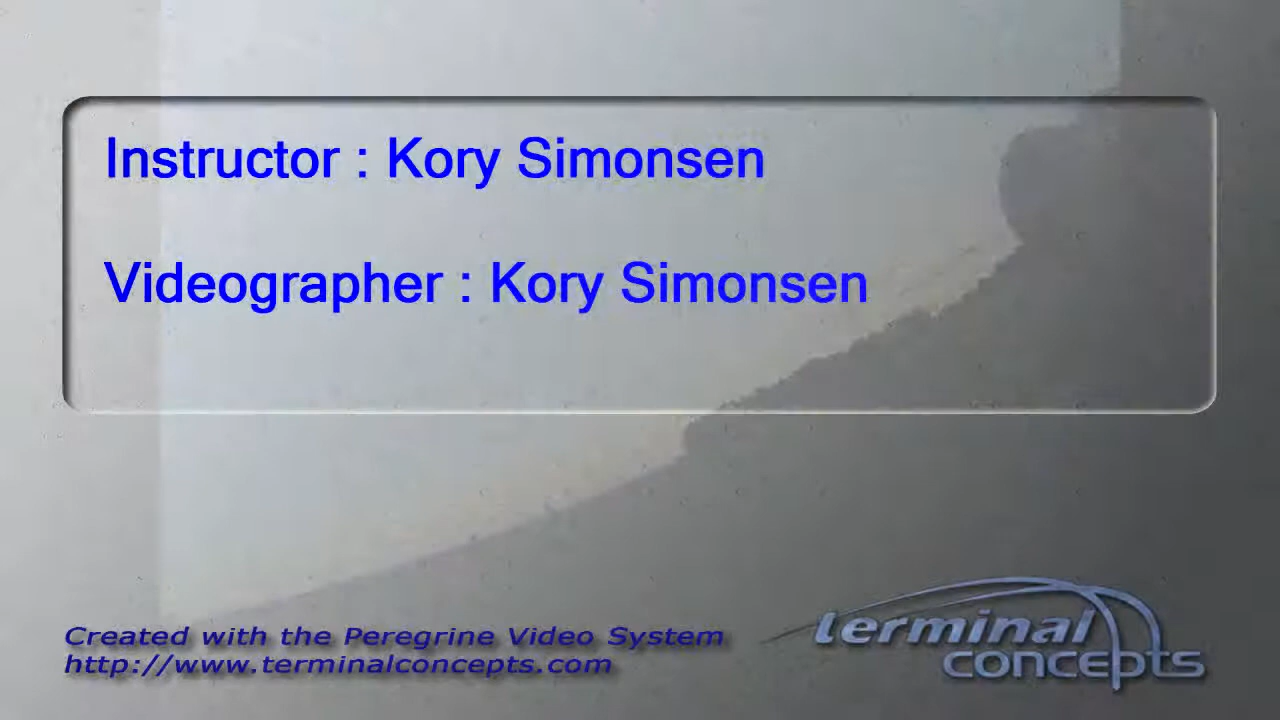 Instructor : Kory Simonsen
Videographer : Kory Simonsen
Created with the Peregrine Video System
http://www.terminalconcepts.com
terminal
concepts